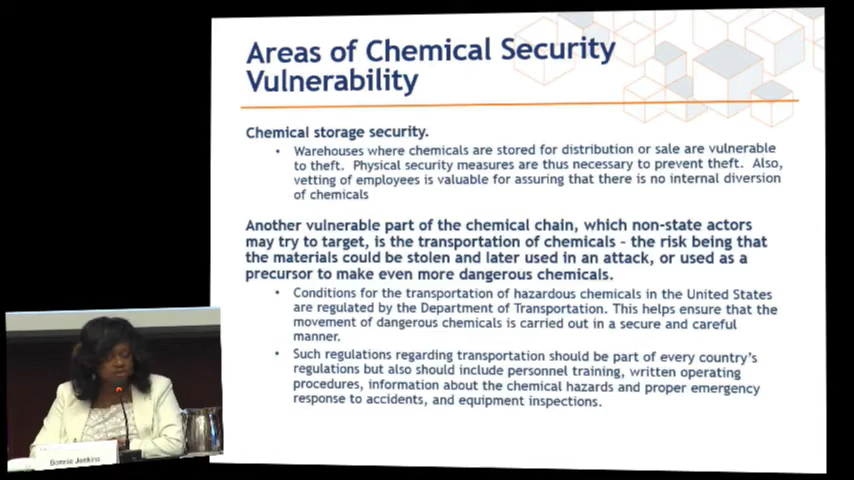 Areas of Chemical Security
Vulnerability
Chemical storage security.
• Warehouses where chemicals are stored for distribution or sale are vulnerable
to theft. Physical security measures are thus necessary to prevent theft. Also,
vetting of employees is valuable for assuring that there is no internal diversion
of chemicals
Another vulnerable part of the chemical chain, which non-state actors
may try to target, is the transportation of chemicals – the risk being that
the materials could be stolen and later used in an attack, or used as a
precursor to make even more dangerous chemicals.
• Conditions for the transportation of hazardous chemicals in the United States
are regulated by the Department of Transportation. This helps ensure that the
movement of dangerous chemicals is carried out in a secure and careful
manner.
• Such regulations regarding transportation should be part of every country's
regulations but also should include personnel training, written operating
procedures, information about the chemical hazards and proper emergency
response to accidents, and equipment inspections.
Bonnie Jenkins